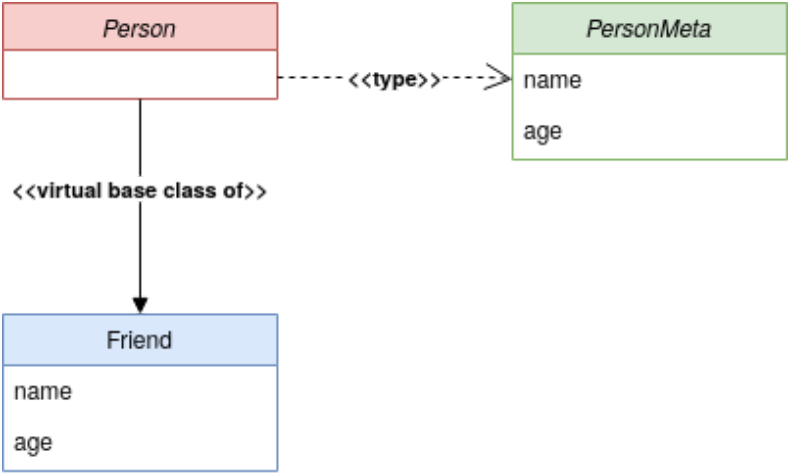 Person
<<type>>
PersonMeta
name
age
<<virtual base class of>>
Friend
name
age